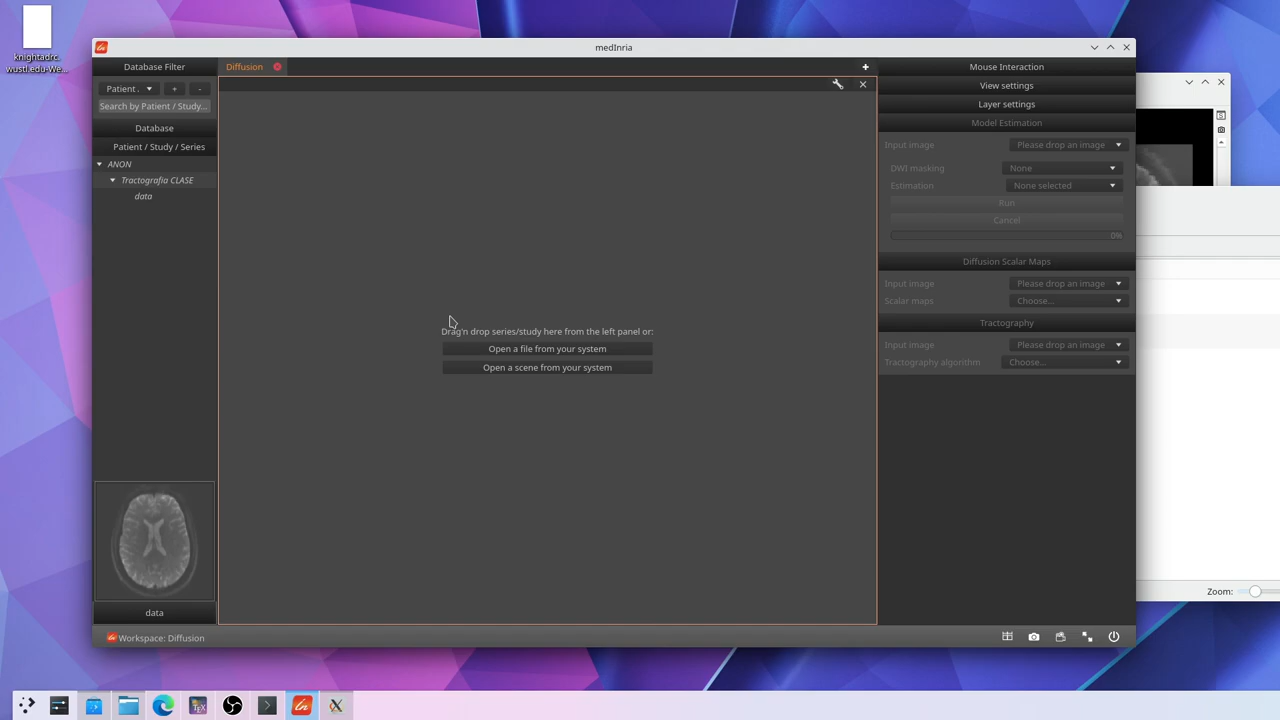 knightadrc.
wustl.edu-We...
medInria
Database Filter
Patient .
+
-
Search by Patient / Study...
Database
Patient / Study / Series
ANON
Tractografia CLASE
data
data
Diffusion
+
Drag'n drop series/study here from the left panel or:
Open a file from your system
Open a scene from your system
Mouse Interaction
View settings
Layer settings
Model Estimation
Input image Please drop an image
DWI masking None
Estimation None selected
Run
Cancel
0%
Diffusion Scalar Maps
Input image Please drop an image
Scalar maps Choose...
Tractography
Input image Please drop an image
Tractography algorithm Choose...
Workspace: Diffusion
Zoom: